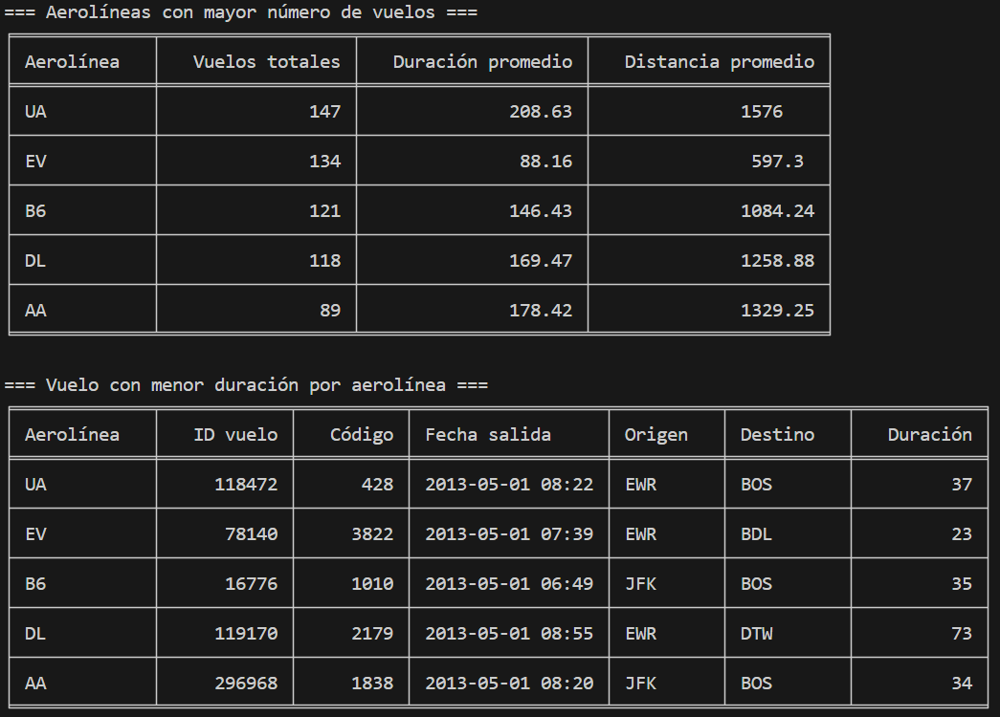 === Aerolíneas con mayor número de vuelos ===
Aerolínea Vuelos totales Duración promedio Distancia promedio
UA 147 208.63 1576
EV 134 88.16 597.3
B6 121 146.43 1084.24
DL 118 169.47 1258.88
AA 89 178.42 1329.25
=== Vuelo con menor duración por aerolínea ===
Aerolínea ID vuelo Código Fecha salida Origen Destino Duración
UA 118472 428 2013-05-01 08:22 EWR BOS 37
EV 78140 3822 2013-05-01 07:39 EWR BDL 23
B6 16776 1010 2013-05-01 06:49 JFK BOS 35
DL 119170 2179 2013-05-01 08:55 EWR DTW 73
AA 296968 1838 2013-05-01 08:20 JFK BOS 34